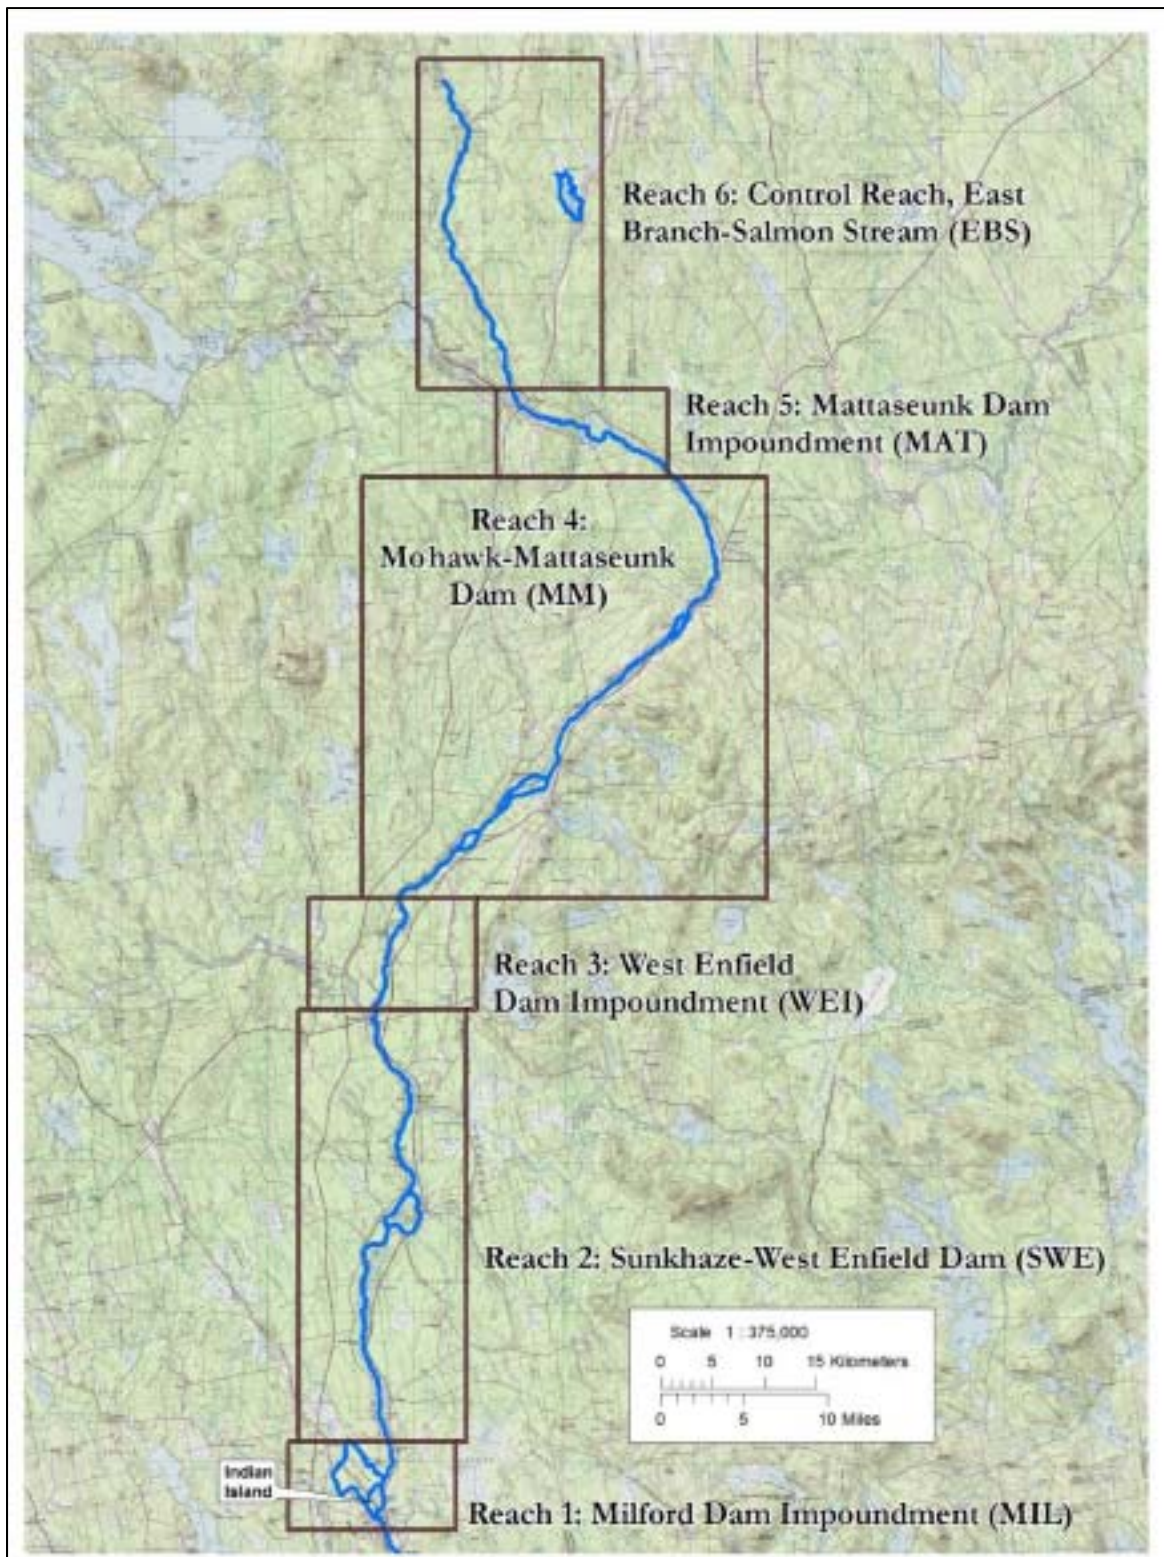 Reach 6: Control Reach, East
Branch-Salmon Stream (EBS)
Reach 5: Mattaseunk Dam
Impoundment (MAT)
Reach 4:
Mohawk-Mattaseunk
Dam (MM)
Reach 3: West Enfield
Dam Impoundment (WEI)
Reach 2: Sunkhaze-West Enfield Dam (SWE)
Scale 1 : 375,000
0 5 10 15 Kilometers
0 5 10 Miles
Indian
Island
Reach 1: Milford Dam Impoundment (MIL)